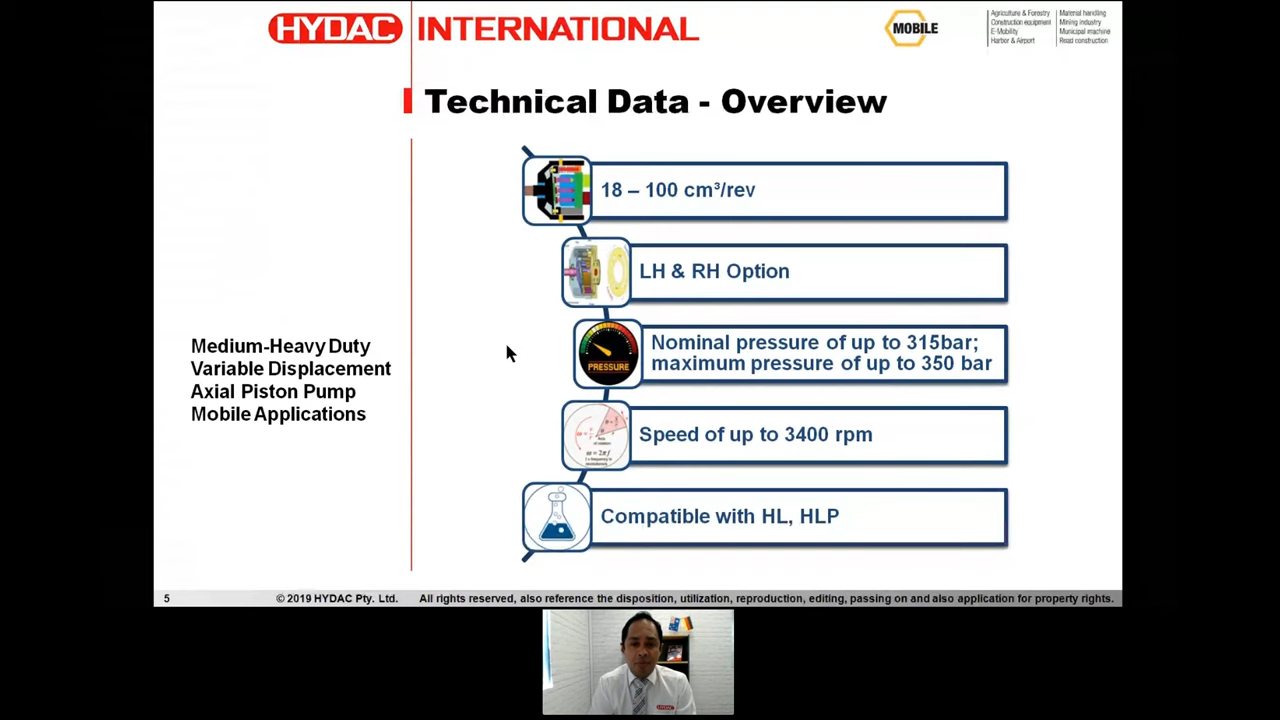 HYDAC INTERNATIONAL
MOBILE
Agriculture & Forestry
Construction equipment
E-Mobility
Harbor & Airport
Material handling
Mining industry
Municipal machine
Road construction
Technical Data - Overview
18 – 100 cm³/rev
LH & RH Option
Medium-Heavy Duty
Variable Displacement
Axial Piston Pump
Mobile Applications
Nominal pressure of up to 315bar;
maximum pressure of up to 350 bar
PRESSURE
Speed of up to 3400 rpm
ω = 2πf
Compatible with HL, HLP
5
© 2019 HYDAC Pty. Ltd.
All rights reserved, also reference the disposition, utilization, reproduction, editing, passing on and also application for property rights.
HYDAC